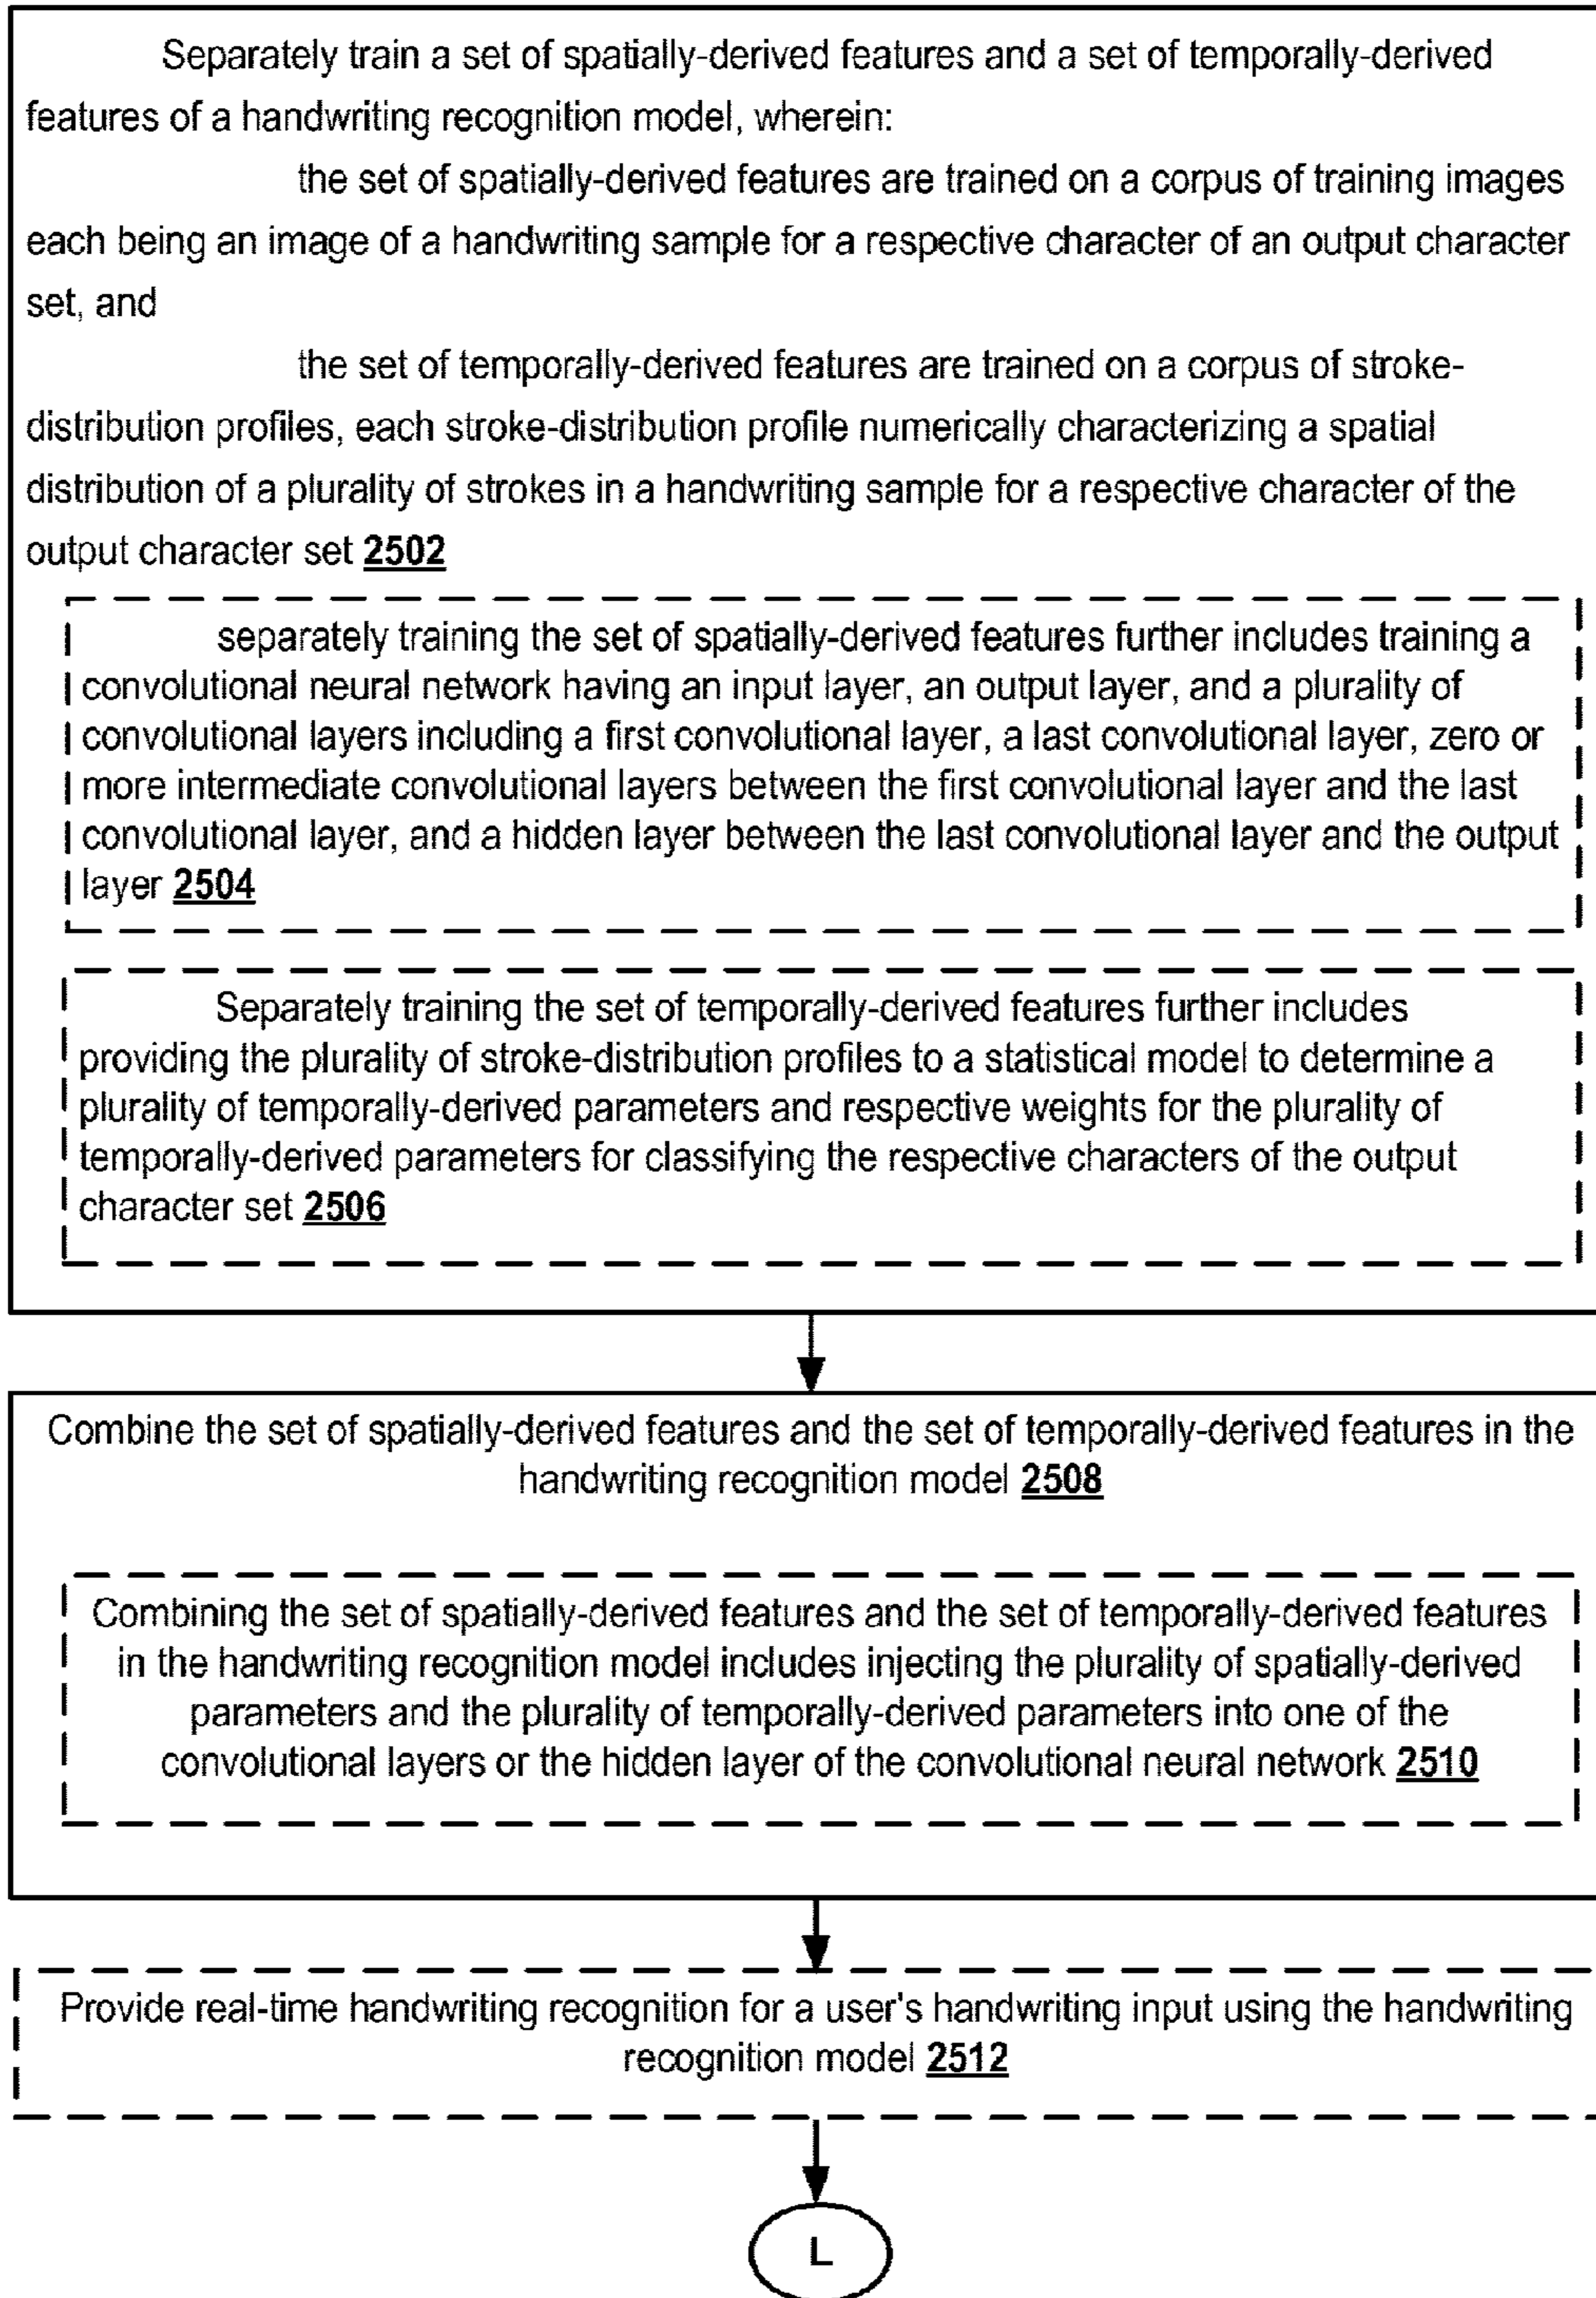 Separately train a set of spatially-derived features and a set of temporally-derived
features of a handwriting recognition model, wherein:
the set of spatially-derived features are trained on a corpus of training images
each being an image of a handwriting sample for a respective character of an output character
set, and
the set of temporally-derived features are trained on a corpus of stroke-
distribution profiles, each stroke-distribution profile numerically characterizing a spatial
distribution of a plurality of strokes in a handwriting sample for a respective character of the
output character set 2502
separately training the set of spatially-derived features further includes training a
convolutional neural network having an input layer, an output layer, and a plurality of
convolutional layers including a first convolutional layer, a last convolutional layer, zero or
more intermediate convolutional layers between the first convolutional layer and the last
convolutional layer, and a hidden layer between the last convolutional layer and the output
layer 2504
Separately training the set of temporally-derived features further includes
providing the plurality of stroke-distribution profiles to a statistical model to determine a
plurality of temporally-derived parameters and respective weights for the plurality of
temporally-derived parameters for classifying the respective characters of the output
character set 2506
Combine the set of spatially-derived features and the set of temporally-derived features in the
handwriting recognition model 2508
Combining the set of spatially-derived features and the set of temporally-derived features
in the handwriting recognition model includes injecting the plurality of spatially-derived
parameters and the plurality of temporally-derived parameters into one of the
convolutional layers or the hidden layer of the convolutional neural network 2510
Provide real-time handwriting recognition for a user's handwriting input using the handwriting
recognition model 2512
L